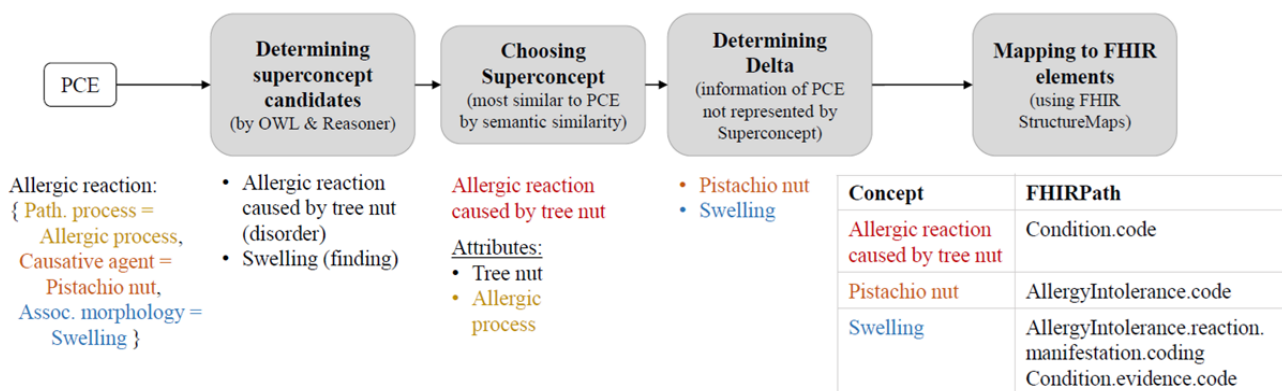 PCE
Determining
superconcept
candidates
(by OWL & Reasoner)
Choosing
Superconcept
(most similar to PCE
by semantic similarity)
Determining
Delta
(information of PCE
not represented by
Superconcept)
Mapping to FHIR
elements
(using FHIR
StructureMaps)
Allergic reaction:
{ Path. process =
Allergic process,
Causative agent =
Pistachio nut,
Assoc. morphology =
Swelling }
• Allergic reaction
caused by tree nut
(disorder)
• Swelling (finding)
Allergic reaction
caused by tree nut
Attributes:
• Tree nut
• Allergic
process
• Pistachio nut
• Swelling
Concept FHIRPath
Allergic reaction Condition.code
caused by tree nut
Pistachio nut AllergyIntolerance.code
Swelling AllergyIntolerance.reaction.
manifestation.coding
Condition.evidence.code